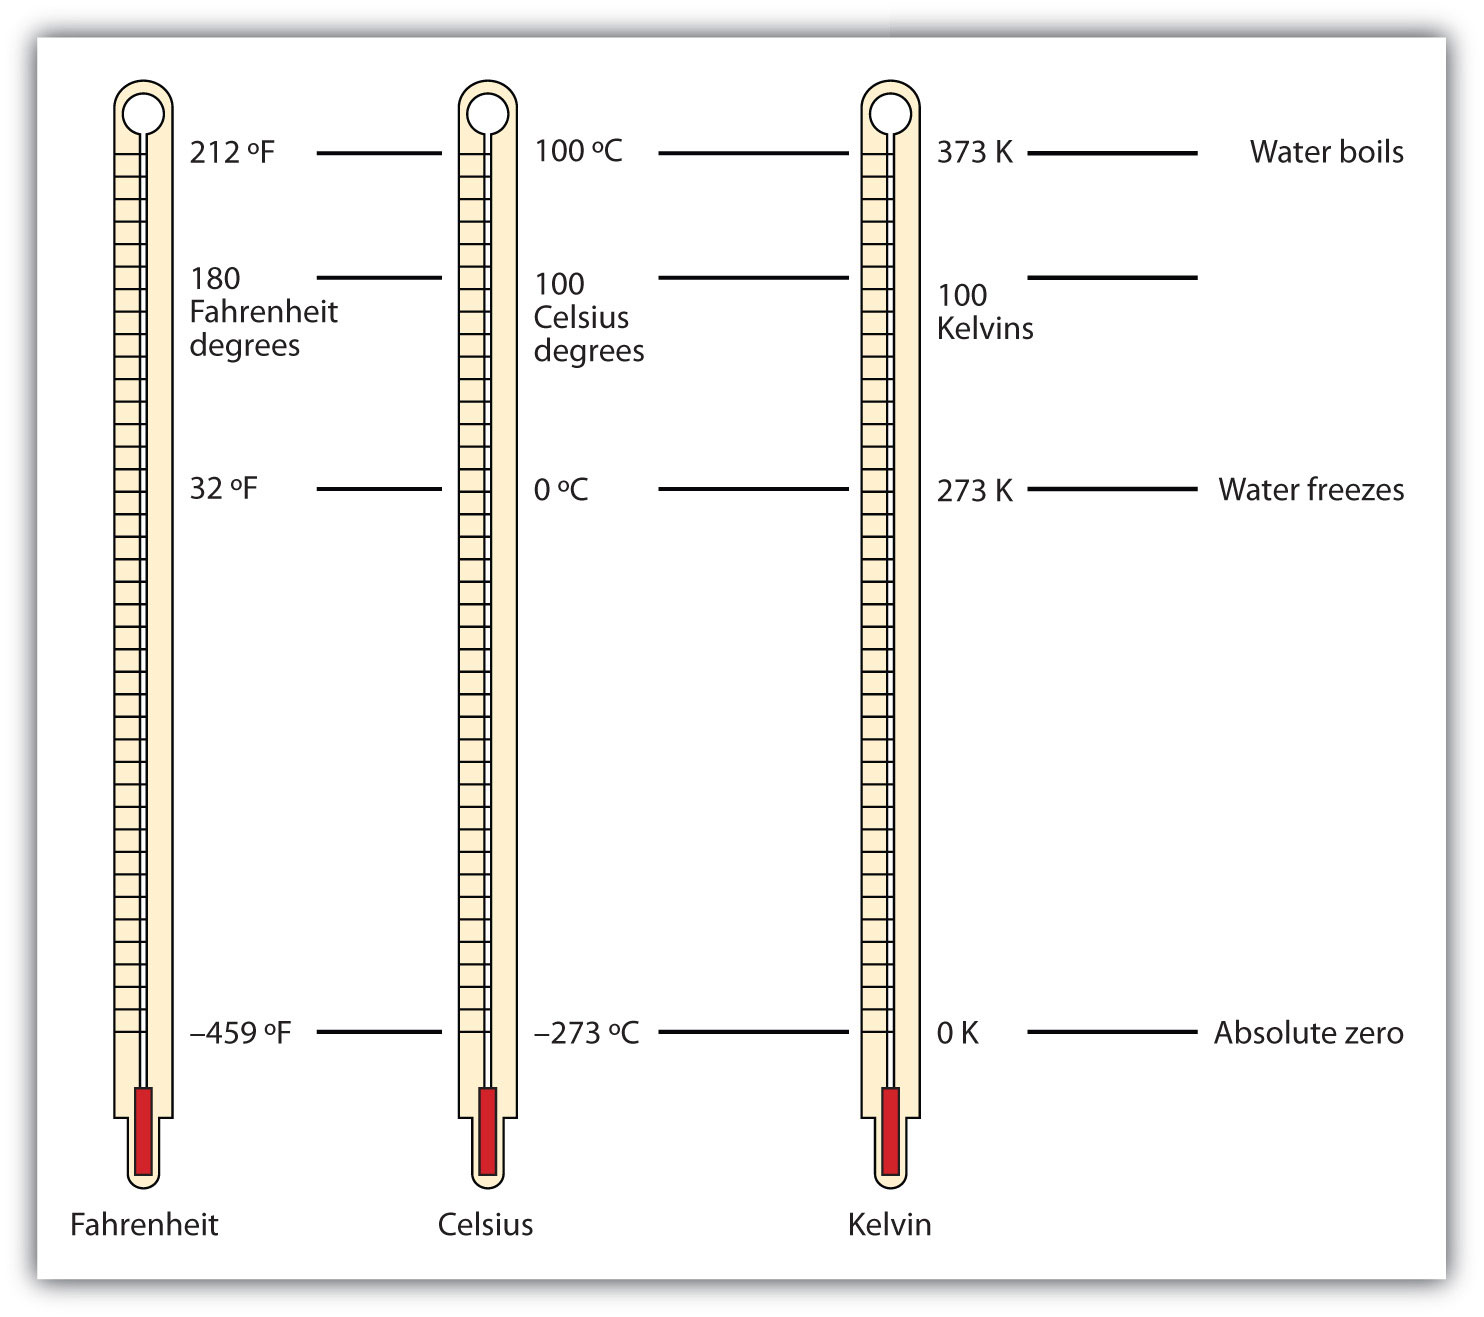 212 ºF
100 ºC
373 K
Water boils
180
Fahrenheit
degrees
100
Celsius
degrees
100
Kelvins
32 ºF
0 ºC
273 K
Water freezes
–459 ºF
–273 ºC
0 K
Absolute zero
Fahrenheit
Celsius
Kelvin